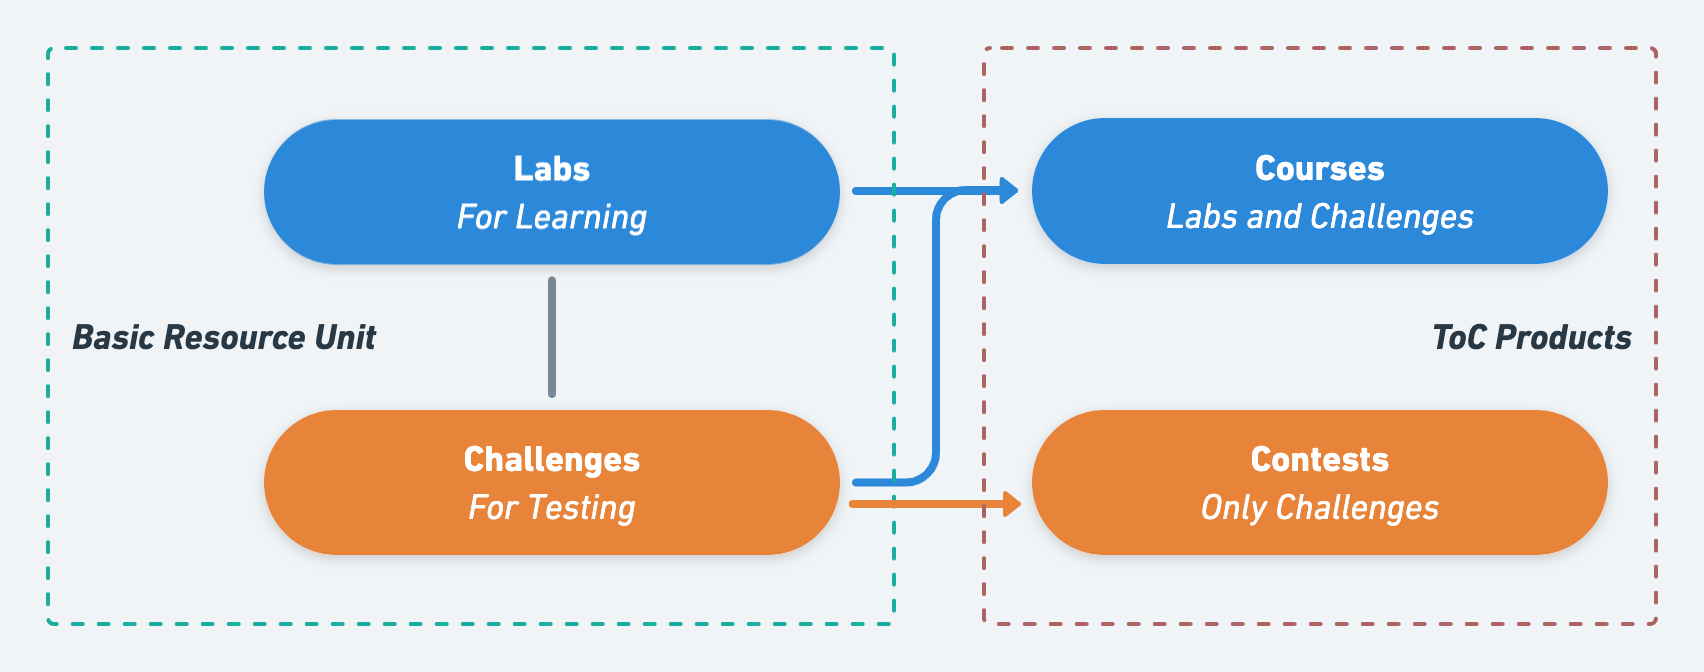 Labs
For Learning
Basic Resource Unit
Challenges
For Testing
Courses
Labs and Challenges
ToC Products
Contests
Only Challenges